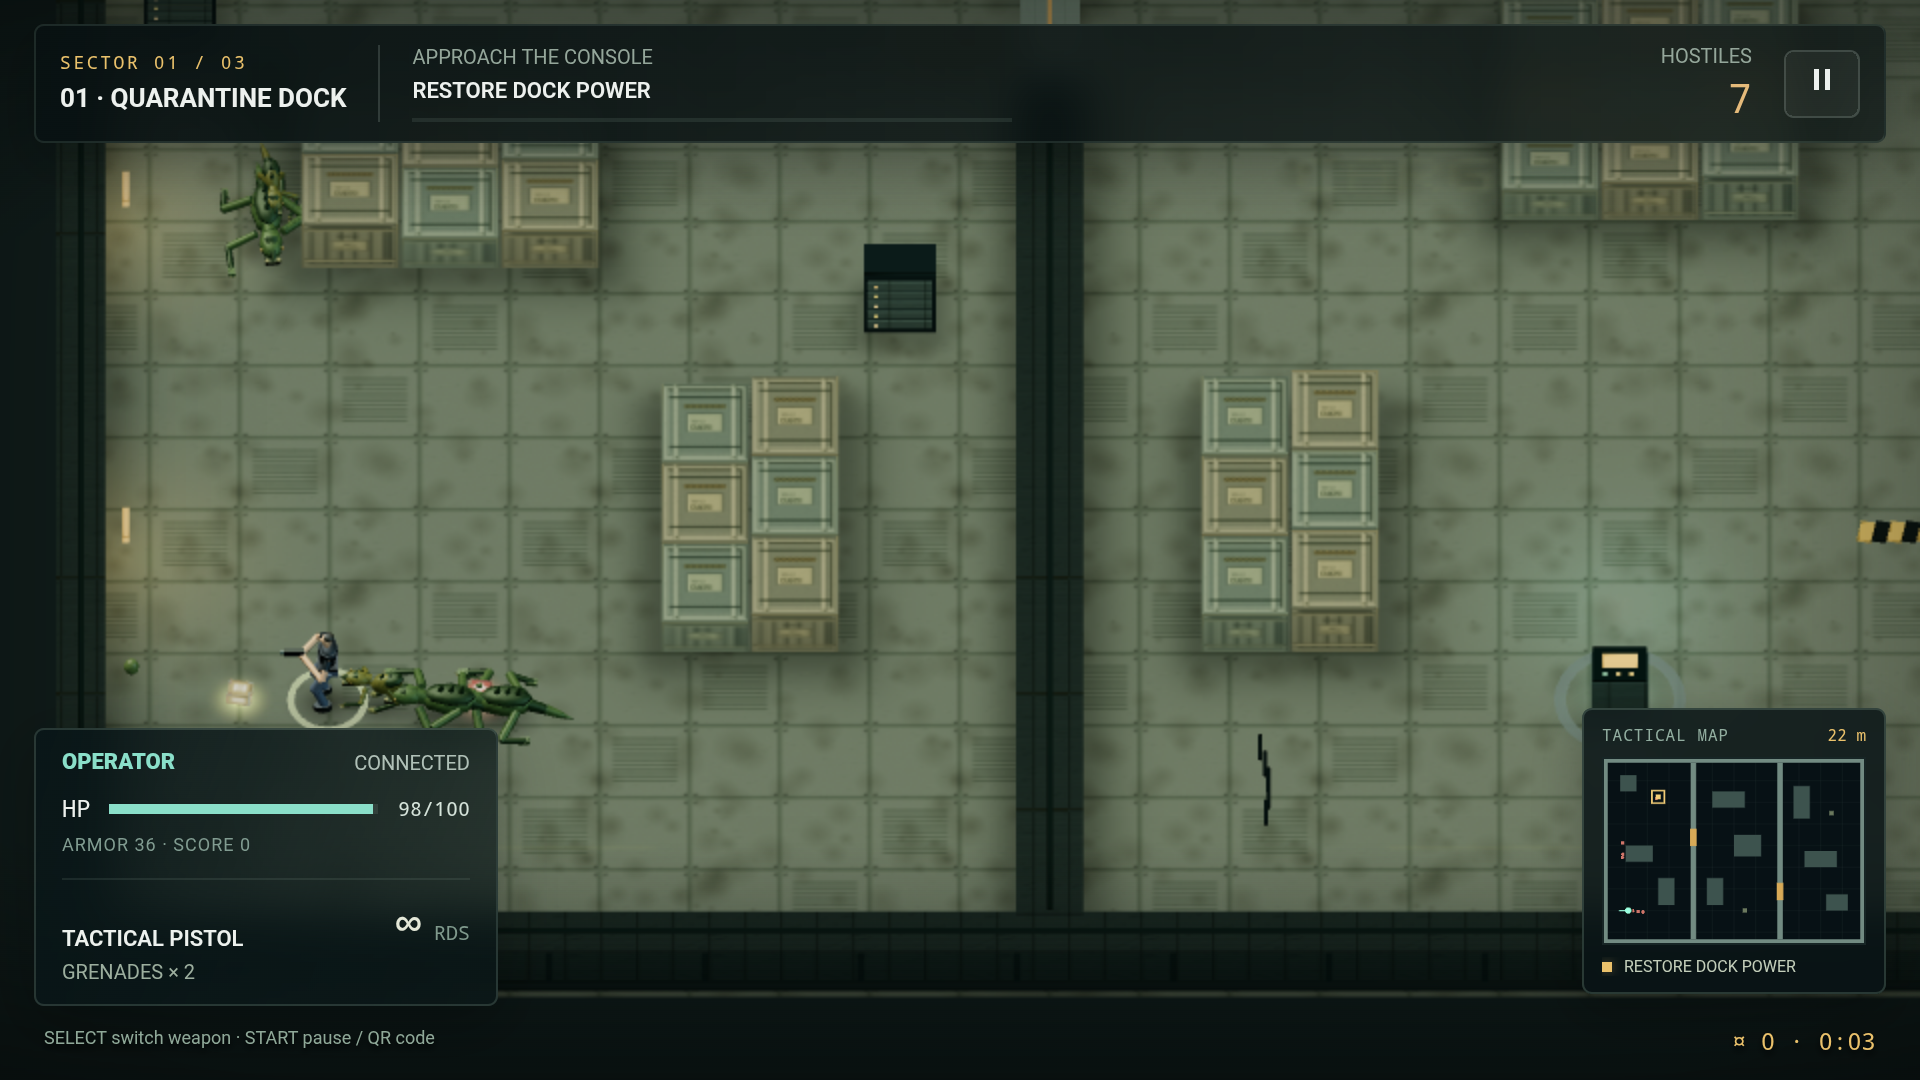 SECTOR 01 / 03
01 · QUARANTINE DOCK
APPROACH THE CONSOLE
RESTORE DOCK POWER
HOSTILES
7
OPERATOR
CONNECTED
HP
98/100
ARMOR 36 · SCORE 0
TACTICAL PISTOL
∞ RDS
GRENADES × 2
TACTICAL MAP
22 m
RESTORE DOCK POWER
SELECT switch weapon · START pause / QR code
¤ 0 · 0:03